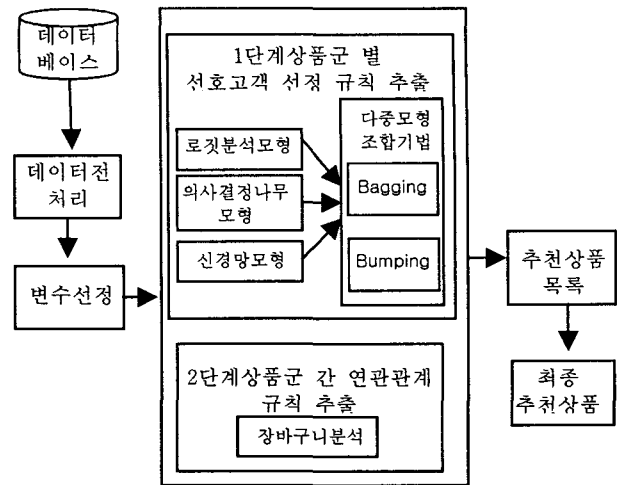 데이터
베이스
데이터전
처리
변수선정
1단계상품군 별
선호고객 선정 규칙 추출
로짓분석모형
의사결정나무
모형
신경망모형
다중모형
조합기법
Bagging
Bumping
2단계상품군 간 연관관계
규칙 추출
장바구니분석
추천상품
목록
최종
추천상품